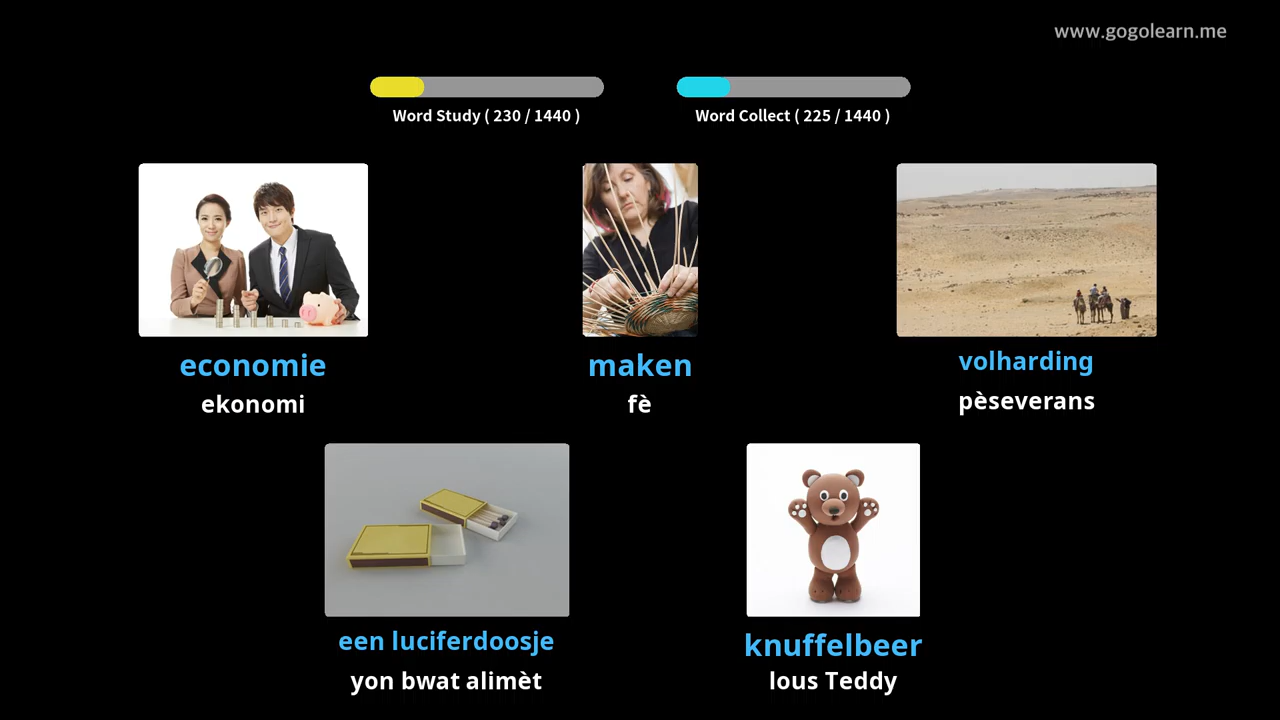 www.gogolearn.me
Word Study ( 230 / 1440 )
Word Collect ( 225 / 1440 )
economie
ekonomi
maken
fè
volharding
pèseverans
een luciferdoosje
yon bwat alimèt
knuffelbeer
lous Teddy